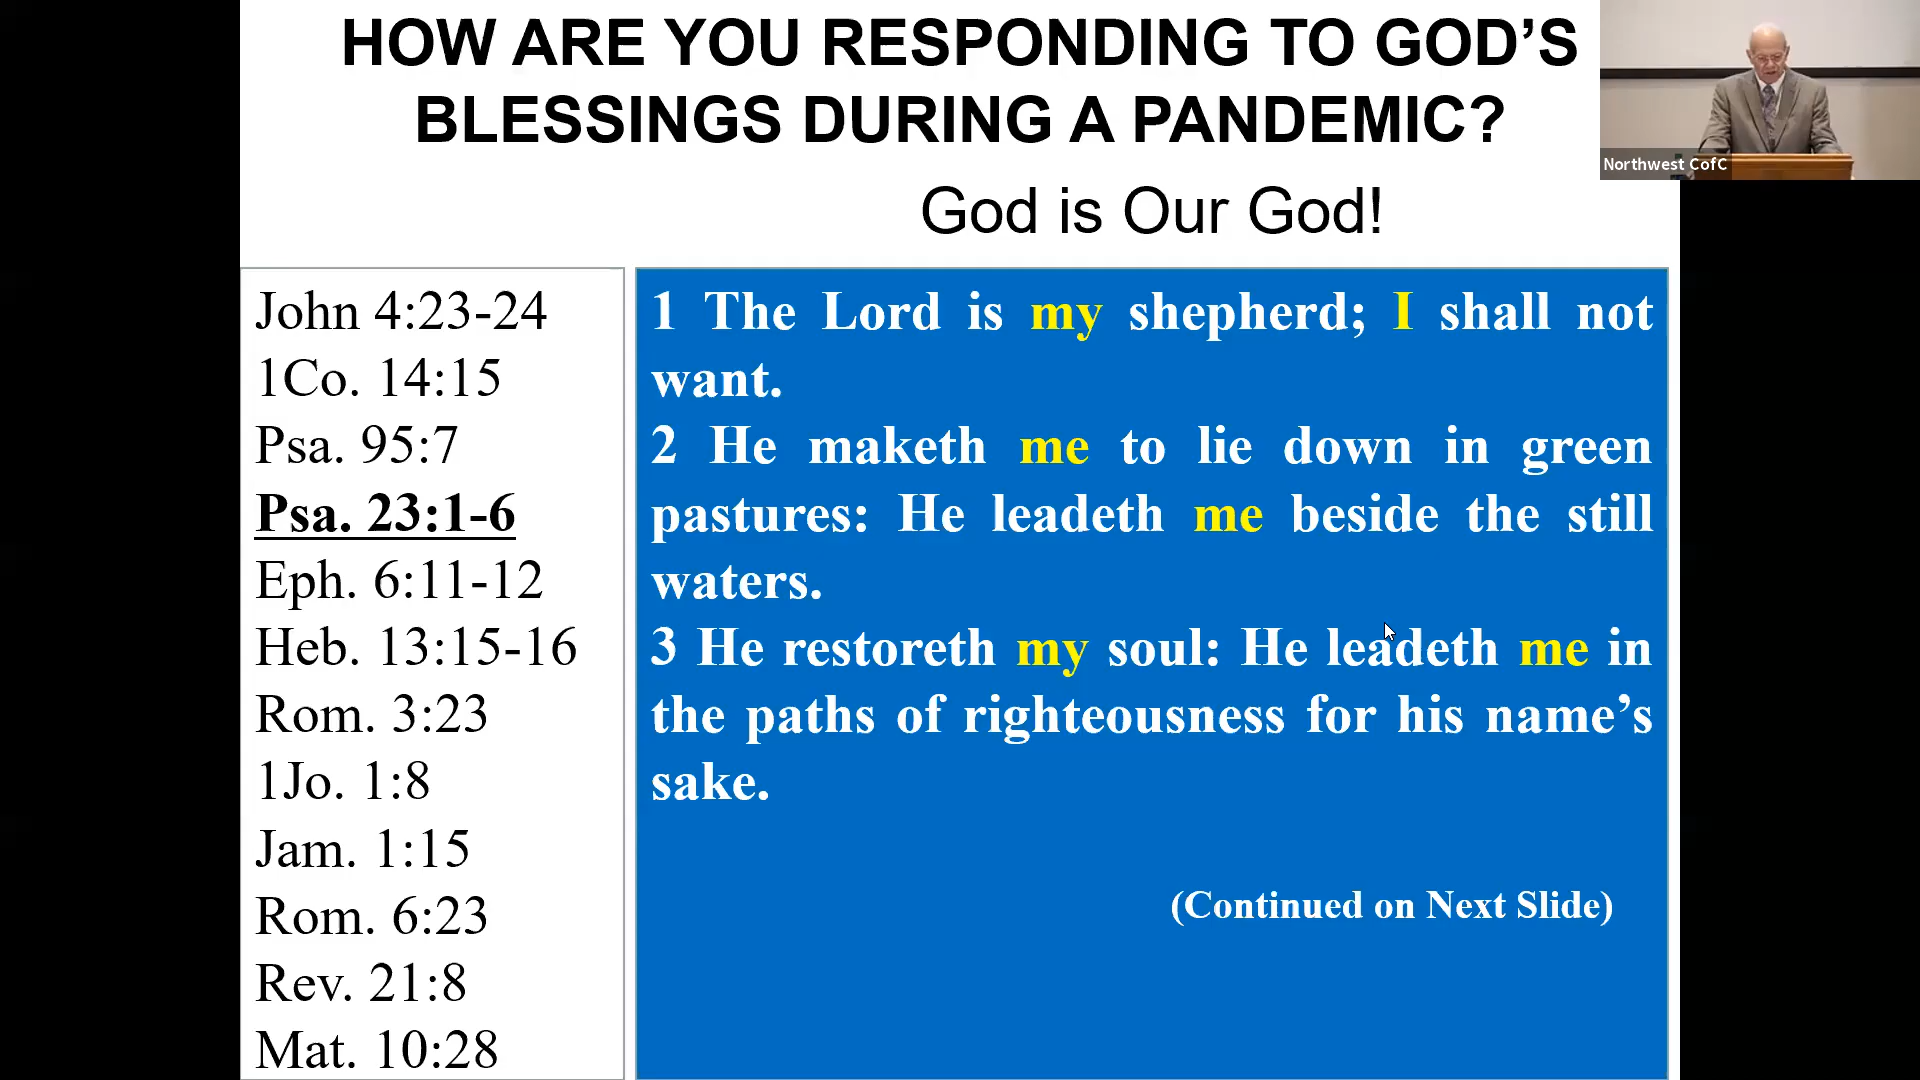 HOW ARE YOU RESPONDING TO GOD’S
BLESSINGS DURING A PANDEMIC?
Northwest CofC
God is Our God!
John 4:23-24
1Co. 14:15
Psa. 95:7
Psa. 23:1-6
Eph. 6:11-12
Heb. 13:15-16
Rom. 3:23
1Jo. 1:8
Jam. 1:15
Rom. 6:23
Rev. 21:8
Mat. 10:28
1 The Lord is my shepherd; I shall not
want.
2 He maketh me to lie down in green
pastures: He leadeth me beside the still
waters.
3 He restoreth my soul: He leadeth me in
the paths of righteousness for his name’s
sake.
(Continued on Next Slide)